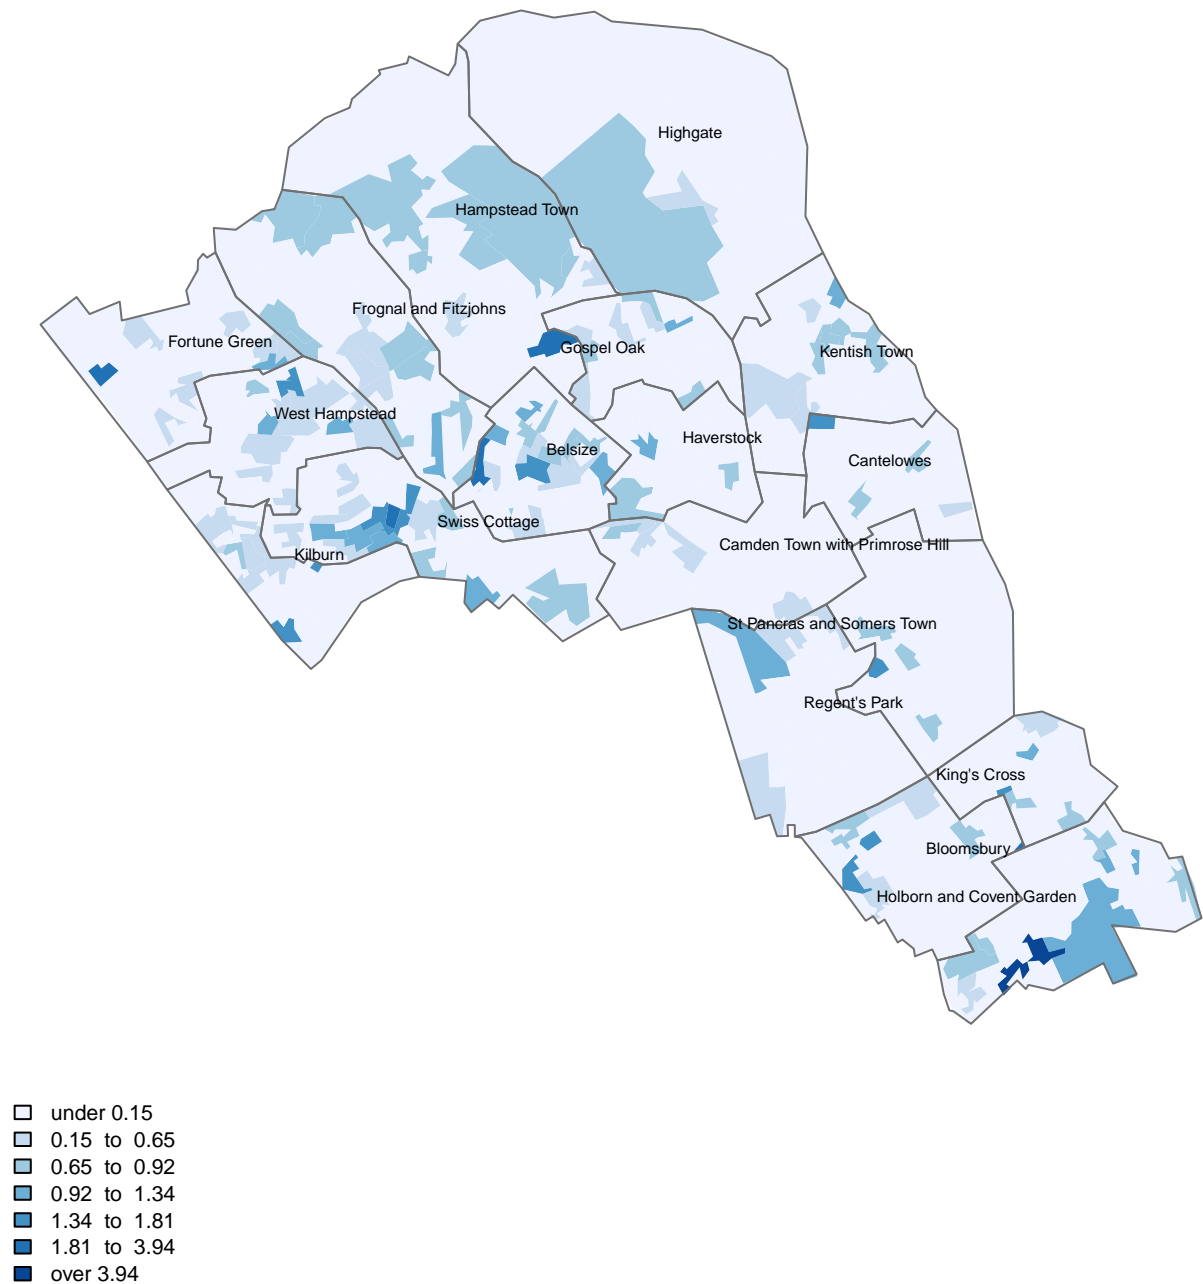 Highgate
Hampstead Town
Frognal and Fitzjohns
Fortune Green
Gospel Oak
Kentish Town
West Hampstead
Haverstock
Belsize
Cantelowes
Swiss Cottage
Camden Town with Primrose Hill
Kilburn
St Pancras and Somers Town
Regent's Park
King's Cross
Bloomsbury
Holborn and Covent Garden
under 0.15
0.15 to 0.65
0.65 to 0.92
0.92 to 1.34
1.34 to 1.81
1.81 to 3.94
over 3.94